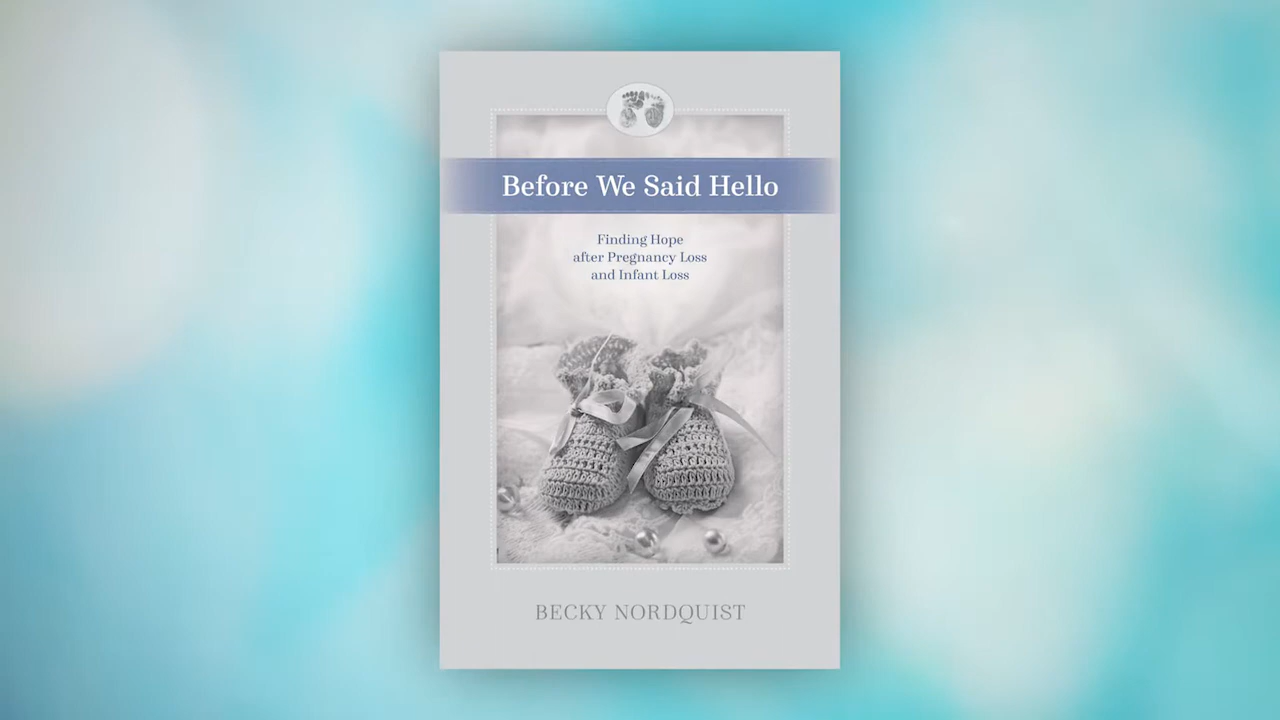 Before We Said Hello
Finding Hope
after Pregnancy Loss
and Infant Loss
BECKY NORDQUIST